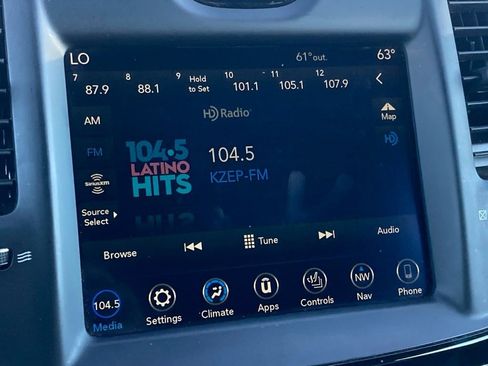 LO 61° out. 63°
7 8 9 10 11 12
87.9 88.1 Hold to Set 101.1 105.1 107.9
AM
HD Radio
Map
FM
104.5
LATINO
HITS
104.5
KZEP-FM
HD
SiriusXM
Source
Select
Browse Tune Audio
104.5 ū NW
Media Settings Climate Apps Controls Nav Phone